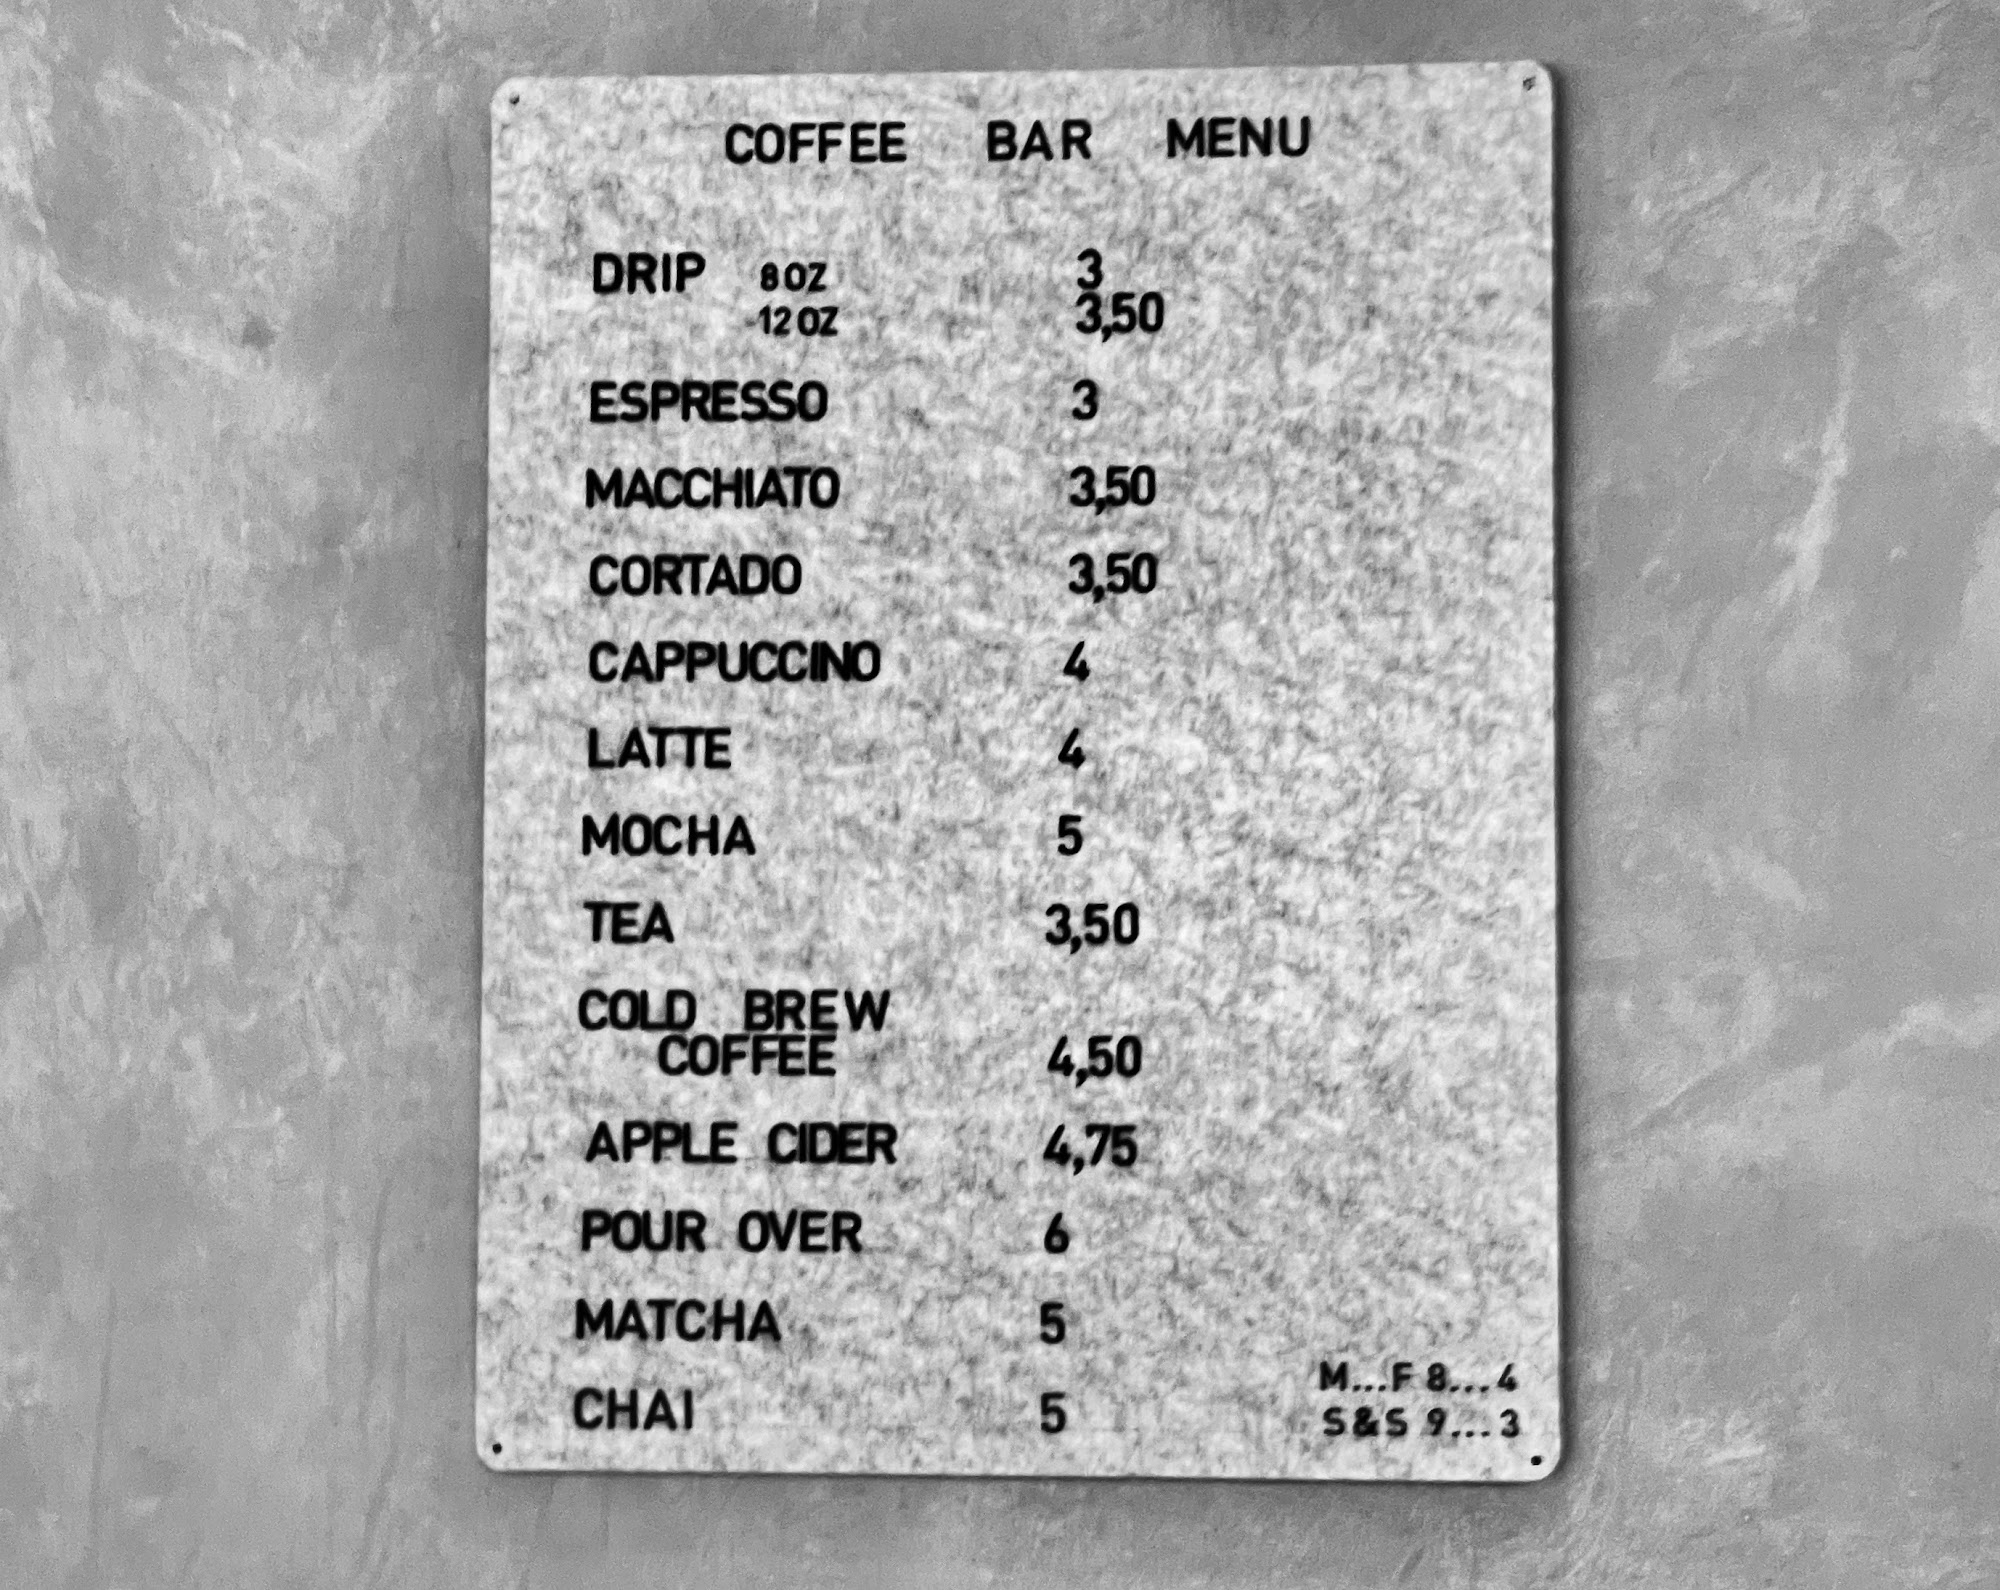 COFFEE BAR MENU
DRIP 8 OZ 3
12 OZ 3,50
ESPRESSO 3
MACCHIATO 3,50
CORTADO 3,50
CAPPUCCINO 4
LATTE 4
MOCHA 5
TEA 3,50
COLD BREW
COFFEE 4,50
APPLE CIDER 4,75
POUR OVER 6
MATCHA 5
CHAI 5
M...F 8...4
S&S 9...3